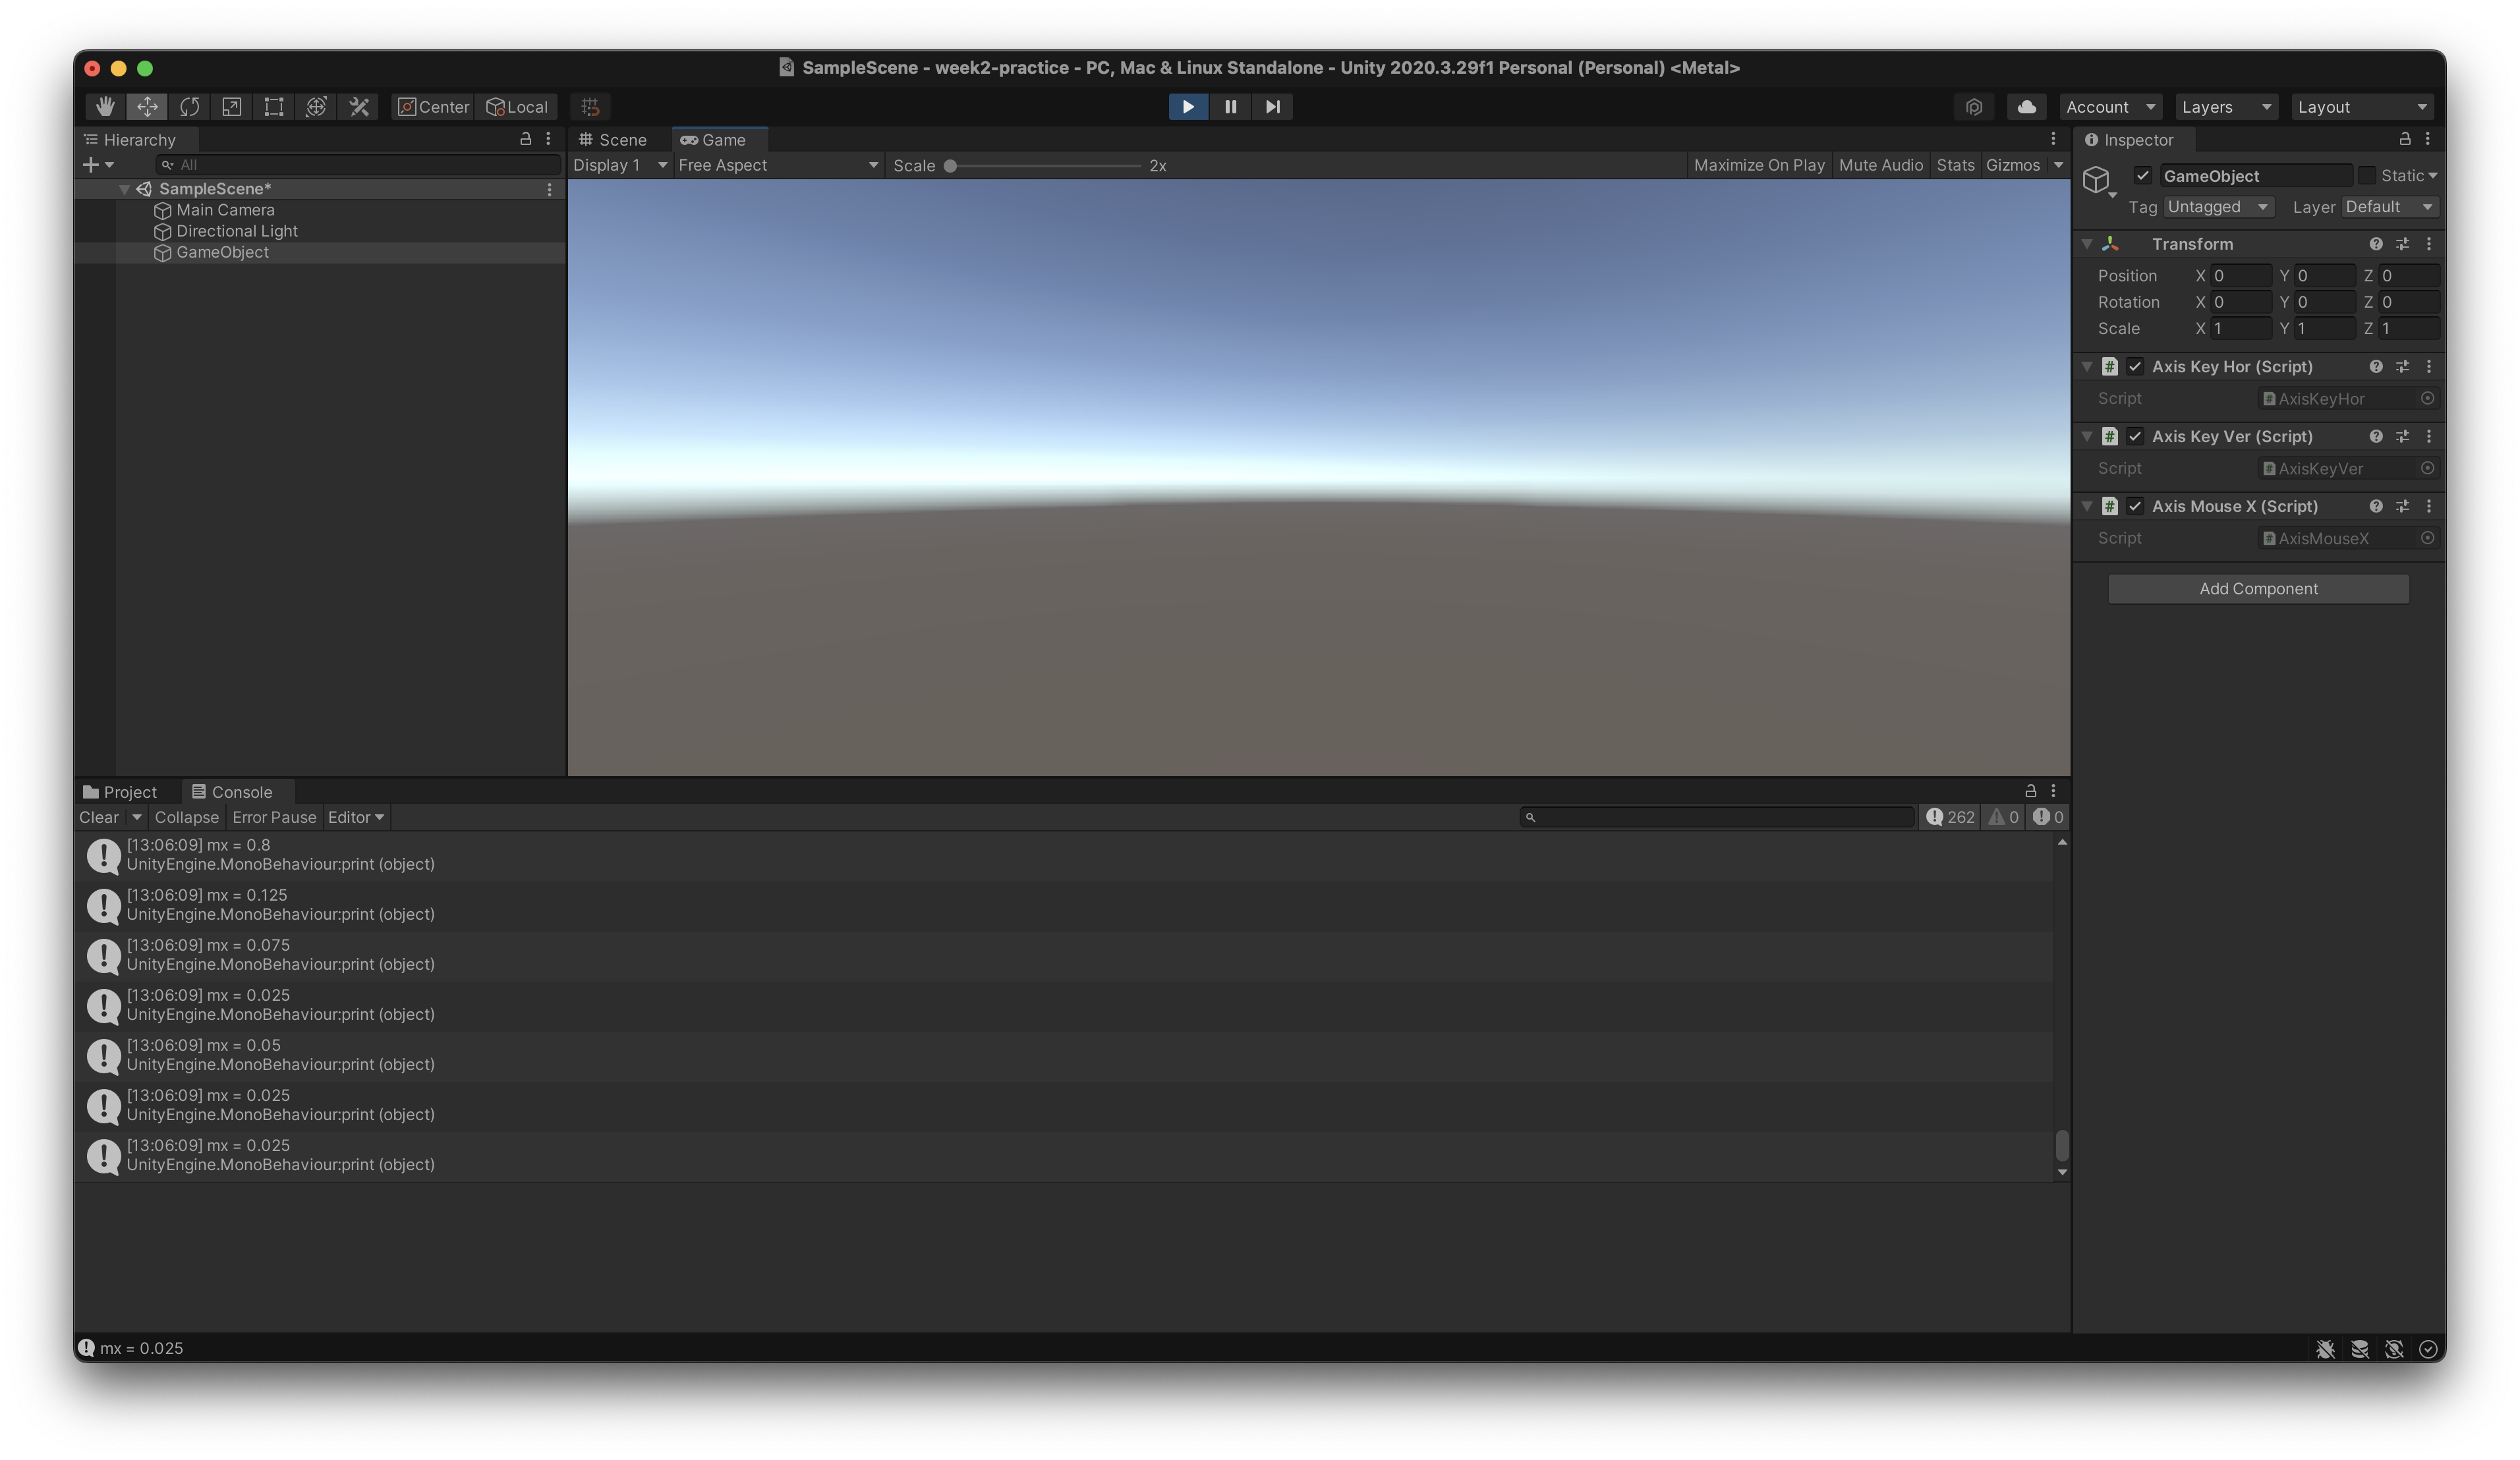 SampleScene - week2-practice - PC, Mac & Linux Standalone - Unity 2020.3.29f1 Personal (Personal) <Metal>
Center Local Account Layers Layout
Hierarchy
All
SampleScene*
Main Camera
Directional Light
GameObject
Scene Game
Display 1 Free Aspect Scale 2x Maximize On Play Mute Audio Stats Gizmos
Inspector
GameObject Static
Tag Untagged Layer Default
Transform
Position X 0 Y 0 Z 0
Rotation X 0 Y 0 Z 0
Scale X 1 Y 1 Z 1
Axis Key Hor (Script)
Script AxisKeyHor
Axis Key Ver (Script)
Script AxisKeyVer
Axis Mouse X (Script)
Script AxisMouseX
Add Component
Project Console
Clear Collapse Error Pause Editor 262 0 0
[13:06:09] mx = 0.8
UnityEngine.MonoBehaviour:print (object)
[13:06:09] mx = 0.125
UnityEngine.MonoBehaviour:print (object)
[13:06:09] mx = 0.075
UnityEngine.MonoBehaviour:print (object)
[13:06:09] mx = 0.025
UnityEngine.MonoBehaviour:print (object)
[13:06:09] mx = 0.05
UnityEngine.MonoBehaviour:print (object)
[13:06:09] mx = 0.025
UnityEngine.MonoBehaviour:print (object)
[13:06:09] mx = 0.025
UnityEngine.MonoBehaviour:print (object)
mx = 0.025